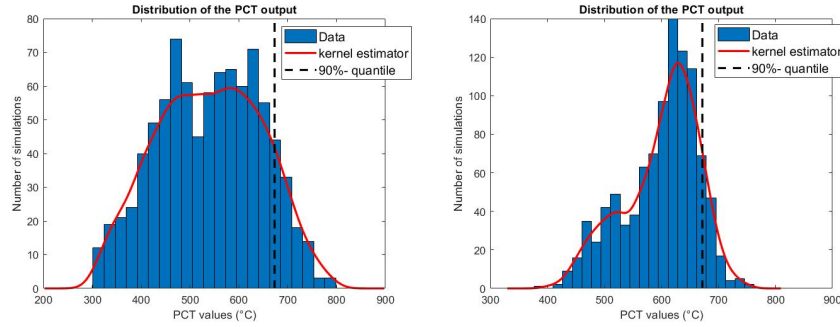 Distribution of the PCT output
80
70
60
50
40
30
20
10
0
Number of simulations
Data
kernel estimator
90%- quantile
200 300 400 500 600 700 800 900
PCT values (°C)
Distribution of the PCT output
140
120
100
80
60
40
20
0
Number of simulations
Data
kernel estimator
90%- quantile
300 400 500 600 700 800 900
PCT values (°C)